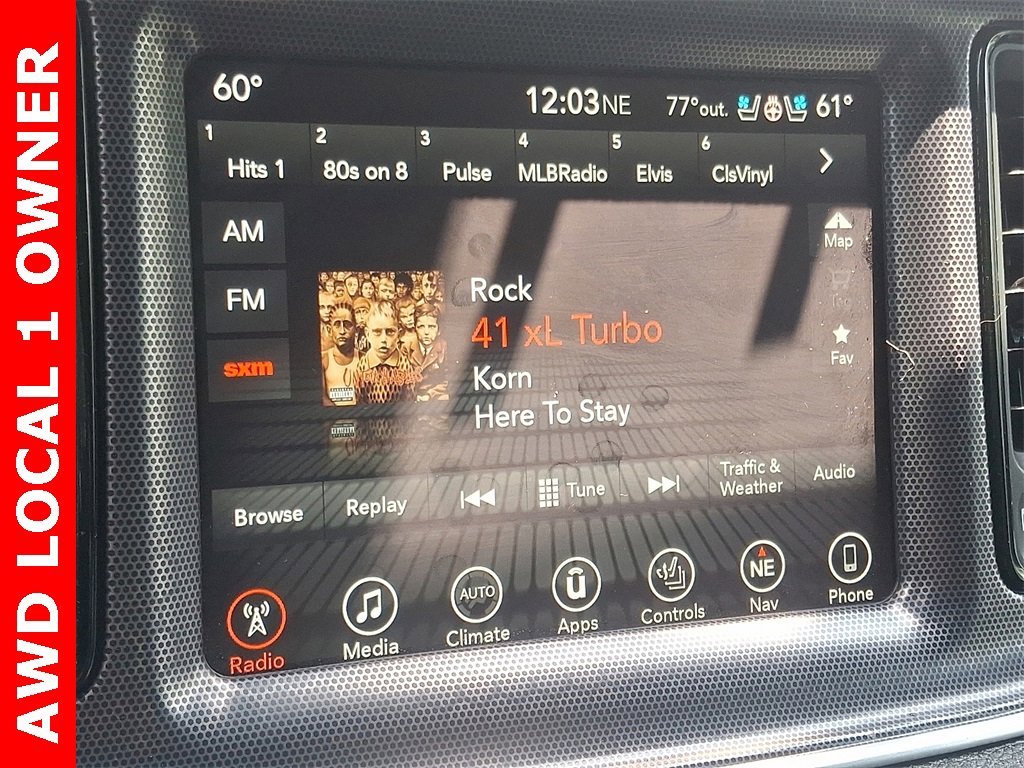 AWD LOCAL 1 OWNER
60° 12:03 NE 77° out. 61°
1 Hits 1 2 80s on 8 3 Pulse 4 MLBRadio 5 Elvis 6 ClsVinyl
AM
FM
sxm
Rock
41 xL Turbo
Korn
Here To Stay
Map
Fav
Browse Replay Tune Traffic & Weather Audio
Radio Media AUTO Climate ū Apps Controls NE Nav Phone